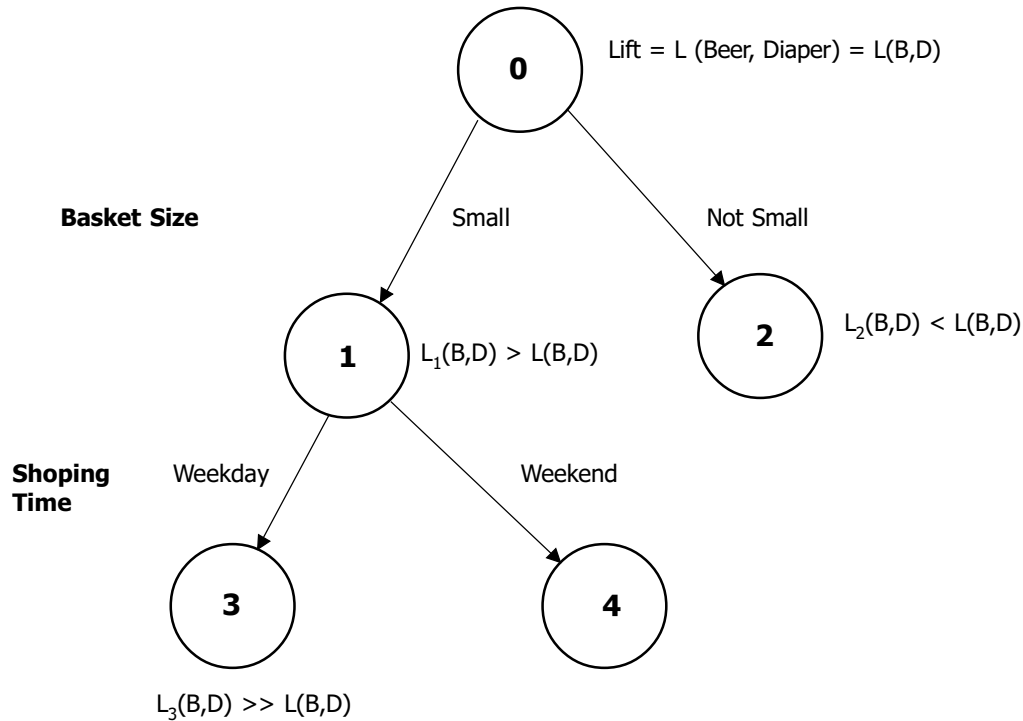 0
Lift = L (Beer, Diaper) = L(B,D)
Basket Size
Small
Not Small
1
L₁(B,D) > L(B,D)
2
L₂(B,D) < L(B,D)
Shoping
Time
Weekday
Weekend
3
4
L₃(B,D) >> L(B,D)